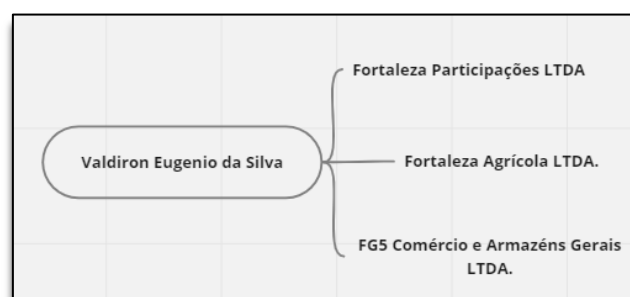 Fortaleza Participações LTDA
Valdiron Eugenio da Silva
Fortaleza Agrícola LTDA.
FG5 Comércio e Armazéns Gerais
LTDA.